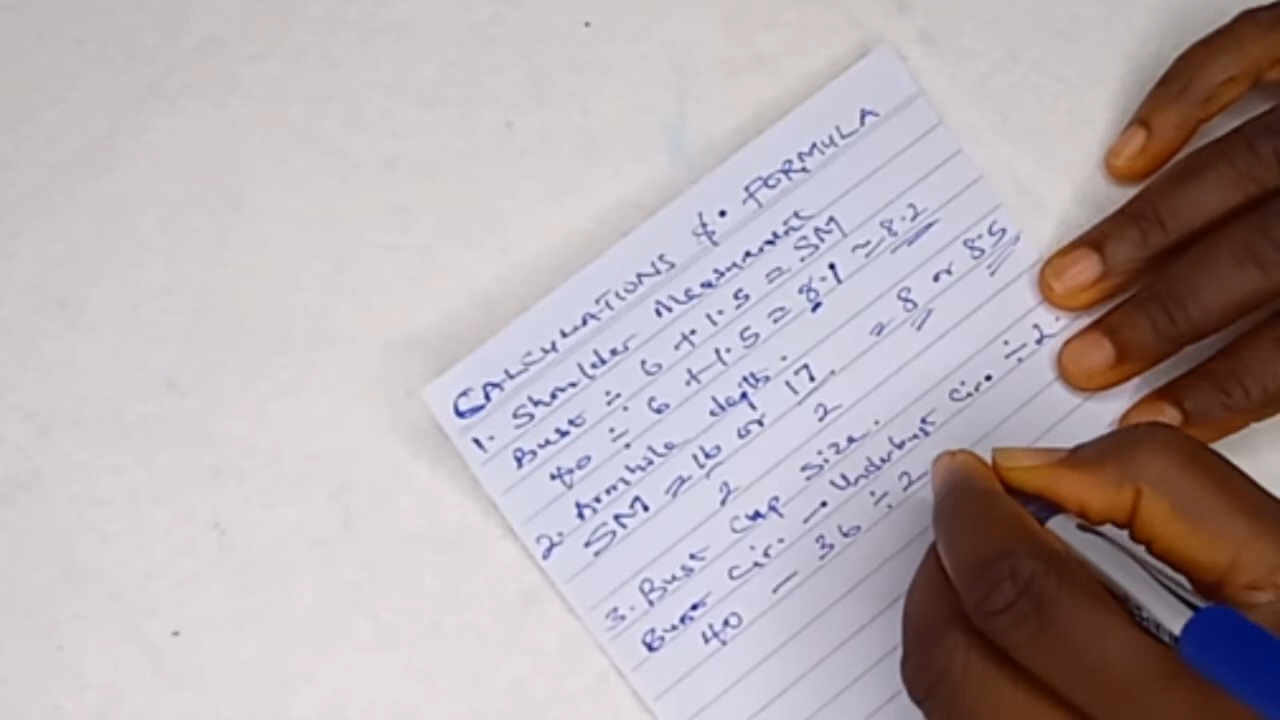 CALCULATIONS &. FORMULA
1. Shoulder Measurement
Bust ÷ 6 + 1.5 = SM
40 ÷ 6 + 1.5 = 8.1 ≈ 8.2
2. Armhole depth.
SM = 16 or 17 = 8 or 8.5
2 2
3. Bust Cup Size.
Bust Cir. - Underbust Cir. ÷ 2.
40 - 36 ÷ 2